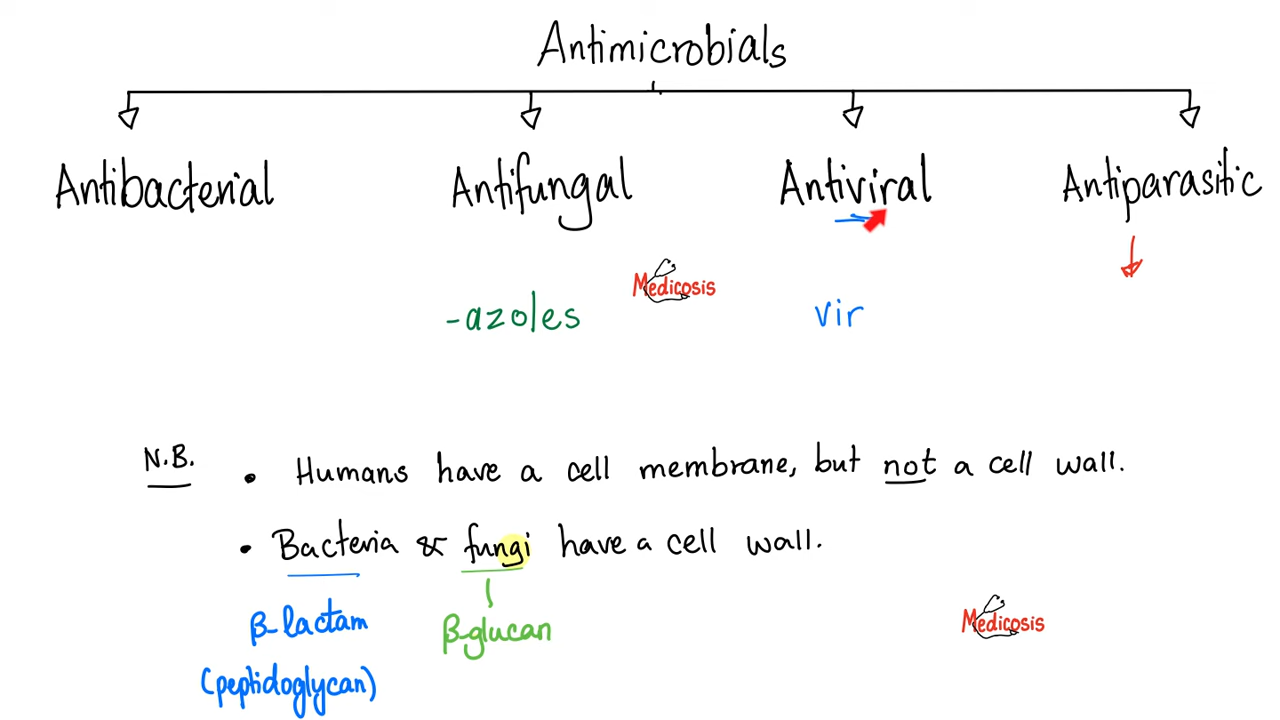 Antimicrobials
Antibacterial Antifungal Antiviral Antiparasitic
Medicosis
-azoles vir
N.B. • Humans have a cell membrane, but not a cell wall.
• Bacteria & fungi have a cell wall.
β-lactam β-glucan Medicosis
(peptidoglycan)